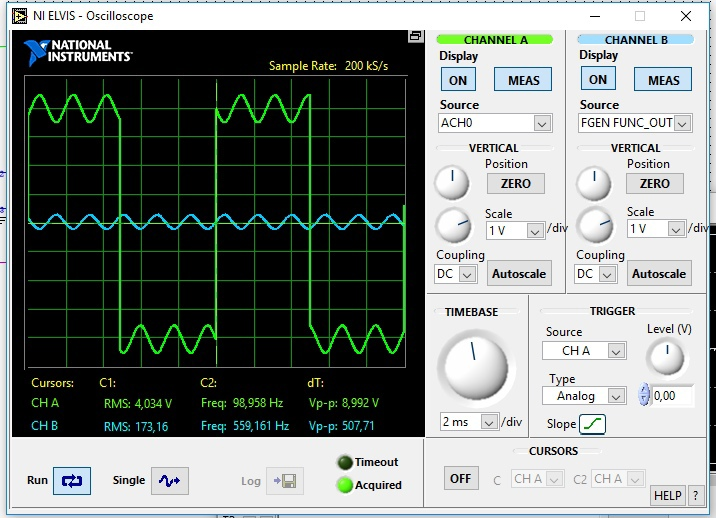 NI ELVIS - Oscilloscope
NATIONAL
INSTRUMENTS™
Sample Rate: 200 kS/s
Cursors: C1: C2: dT:
CH A RMS: 4,034 V Freq: 98,958 Hz Vp-p: 8,992 V
CH B RMS: 173,16 Freq: 559,161 Hz Vp-p: 507,71
Run Single Log
Timeout
Acquired
CHANNEL A
Display
ON MEAS
Source
ACH0
VERTICAL
Position
ZERO
Scale
1 V /div
Coupling
DC Autoscale
CHANNEL B
Display
ON MEAS
Source
FGEN FUNC_OUT
VERTICAL
Position
ZERO
Scale
1 V /div
Coupling
DC Autoscale
TIMEBASE
2 ms /div
TRIGGER
Source
CH A
Level (V)
Type
Analog
0,00
Slope
CURSORS
OFF C CH A C2 CH A
HELP ?